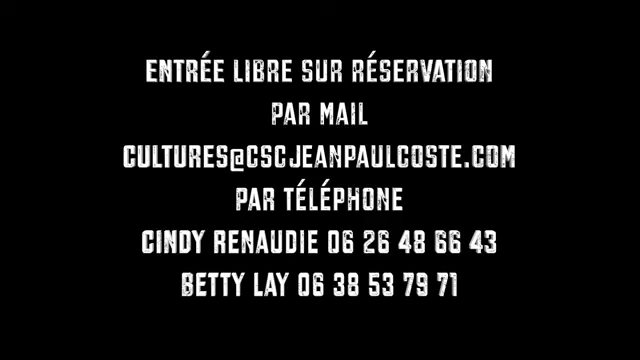 ENTRÉE LIBRE SUR RÉSERVATION
PAR MAIL
CULTURES@CSCJEANPAULCOSTE.COM
PAR TÉLÉPHONE
CINDY RENAUDIE 06 26 48 66 43
BETTY LAY 06 38 53 79 71